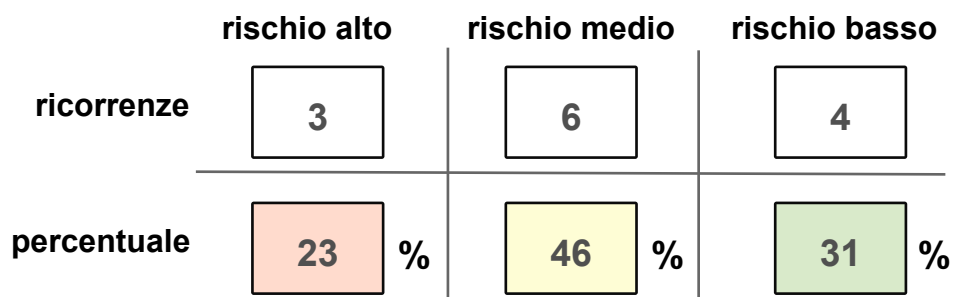 rischio alto rischio medio rischio basso
ricorrenze 3 6 4
percentuale 23 % 46 % 31 %